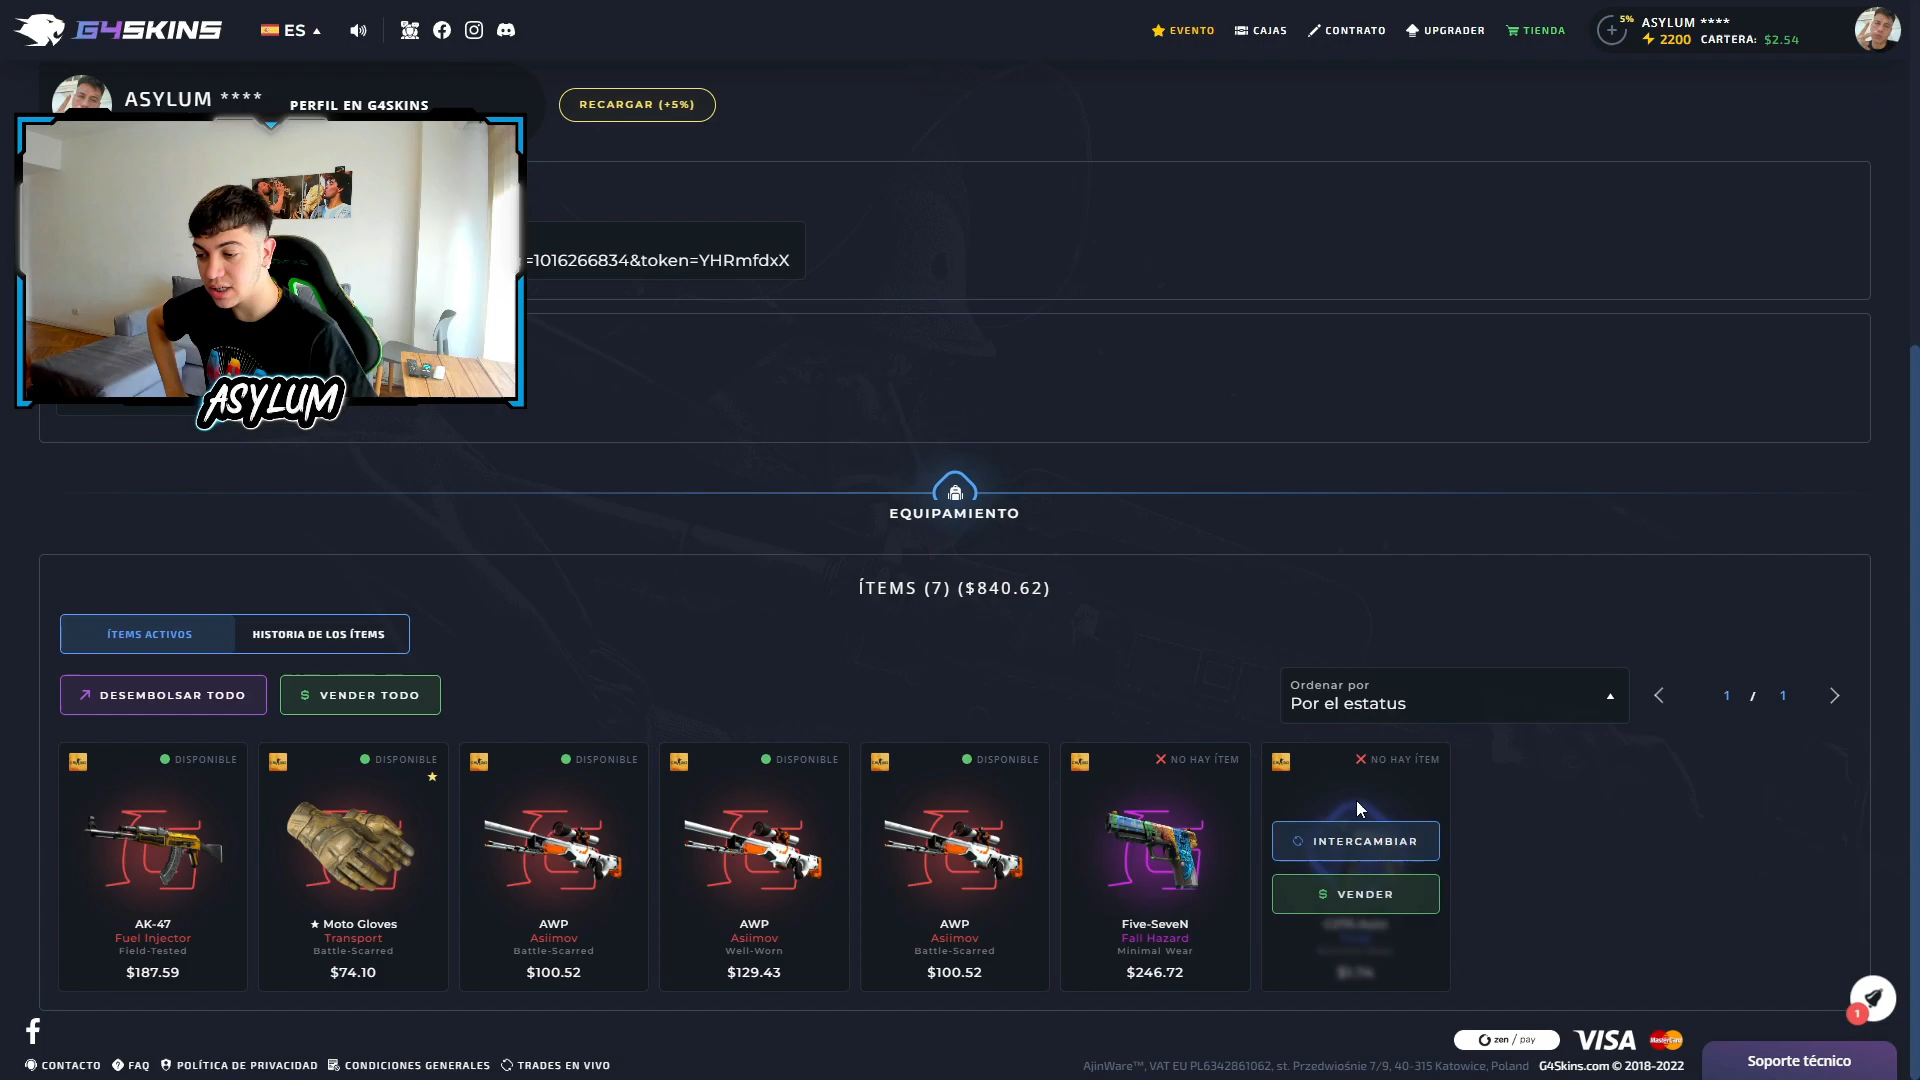 G4SKINS
ES
EVENTO
CAJAS
CONTRATO
UPGRADER
TIENDA
5%
ASYLUM ****
2200 CARTERA: $2.54
ASYLUM ****
PERFIL EN G4SKINS
RECARGAR (+5%)
=1016266834&token=YHRmfdxX
ASYLUM
EQUIPAMIENTO
ÍTEMS (7) ($840.62)
ÍTEMS ACTIVOS
HISTORIA DE LOS ÍTEMS
DESEMBOLSAR TODO
$ VENDER TODO
Ordenar por
Por el estatus
1 / 1
DISPONIBLE
AK-47
Fuel Injector
Field-Tested
$187.59
DISPONIBLE
★ Moto Gloves
Transport
Battle-Scarred
$74.10
DISPONIBLE
AWP
Asiimov
Battle-Scarred
$100.52
DISPONIBLE
AWP
Asiimov
Well-Worn
$129.43
DISPONIBLE
AWP
Asiimov
Battle-Scarred
$100.52
NO HAY ÍTEM
Five-SeveN
Fall Hazard
Minimal Wear
$246.72
NO HAY ÍTEM
INTERCAMBIAR
$ VENDER
1
zen / pay
VISA
MasterCard
CONTACTO
FAQ
POLÍTICA DE PRIVACIDAD
CONDICIONES GENERALES
TRADES EN VIVO
AjinWare™, VAT EU PL6342861062, st. Przedwiośnie 7/9, 40-315 Katowice, Poland G4Skins.com © 2018-2022
Soporte técnico